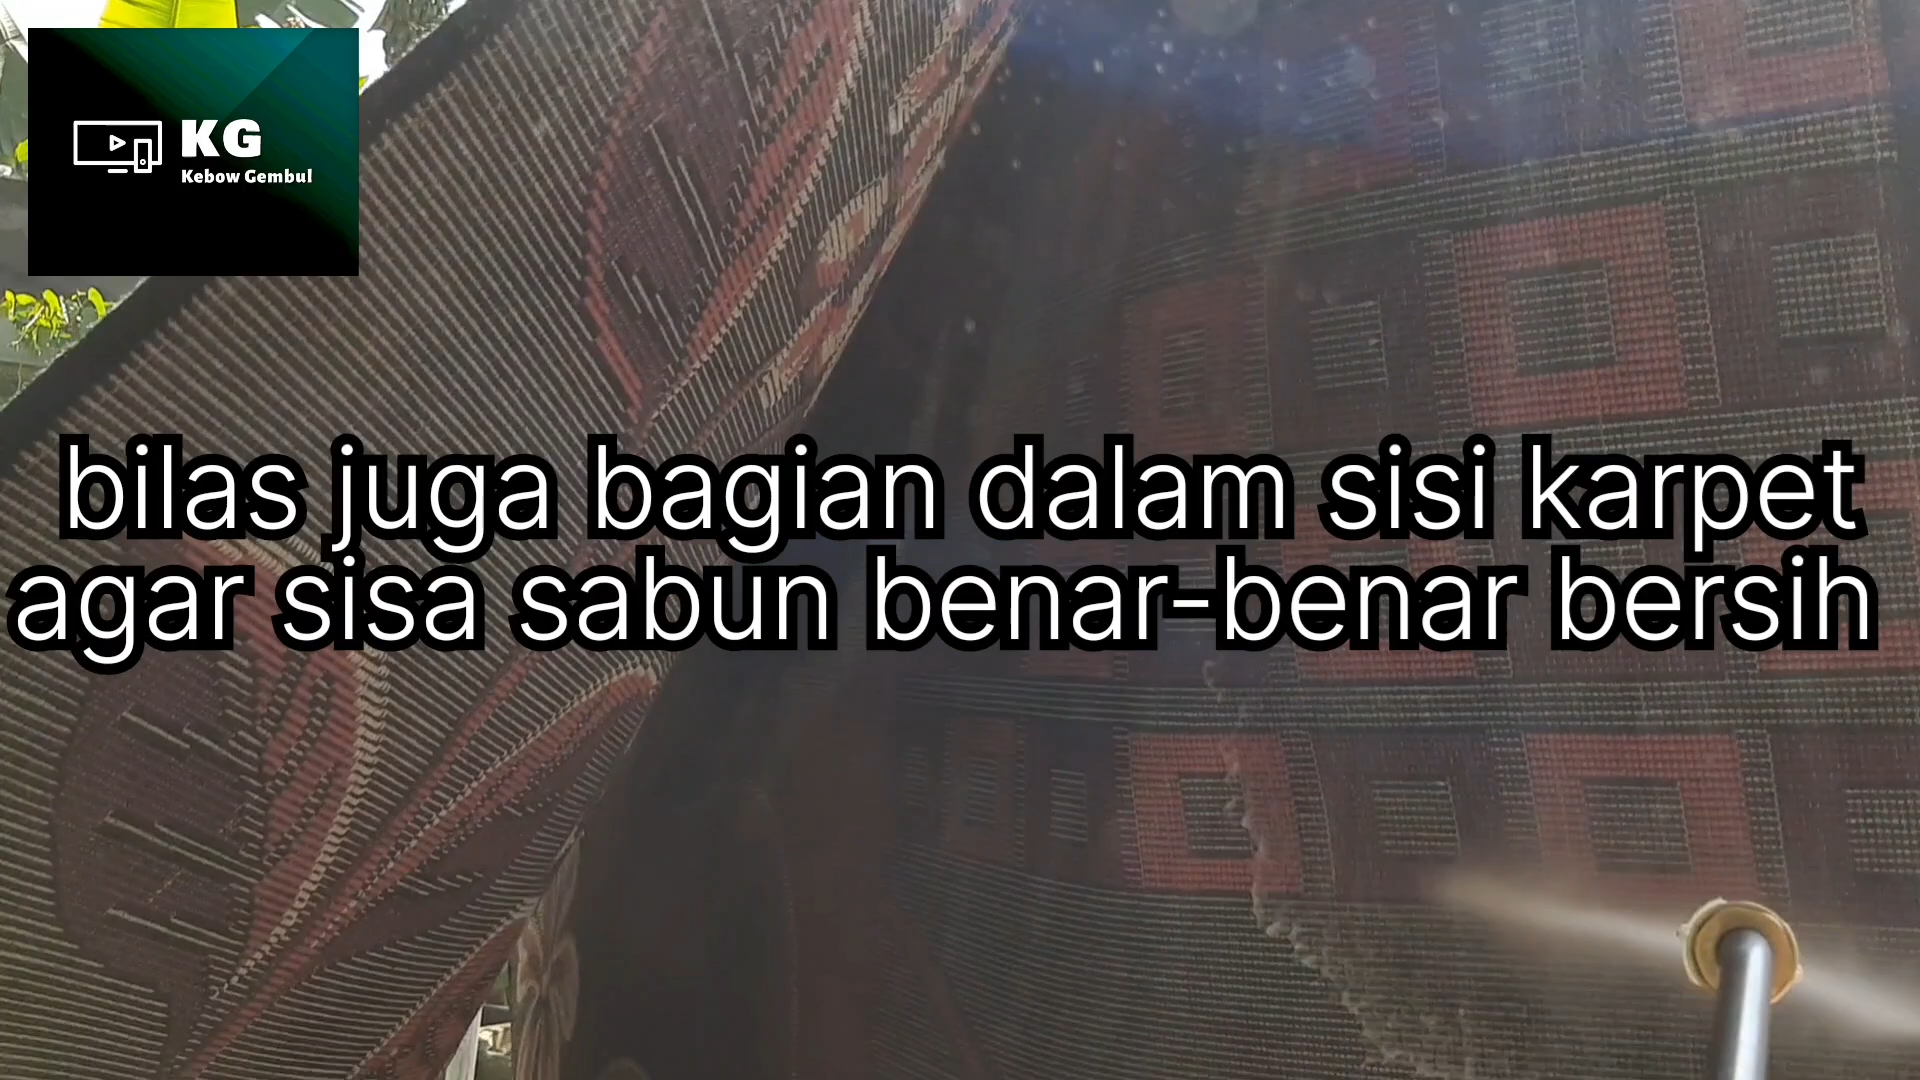 KG
Kebow Gembul
bilas juga bagian dalam sisi karpet
agar sisa sabun benar-benar bersih